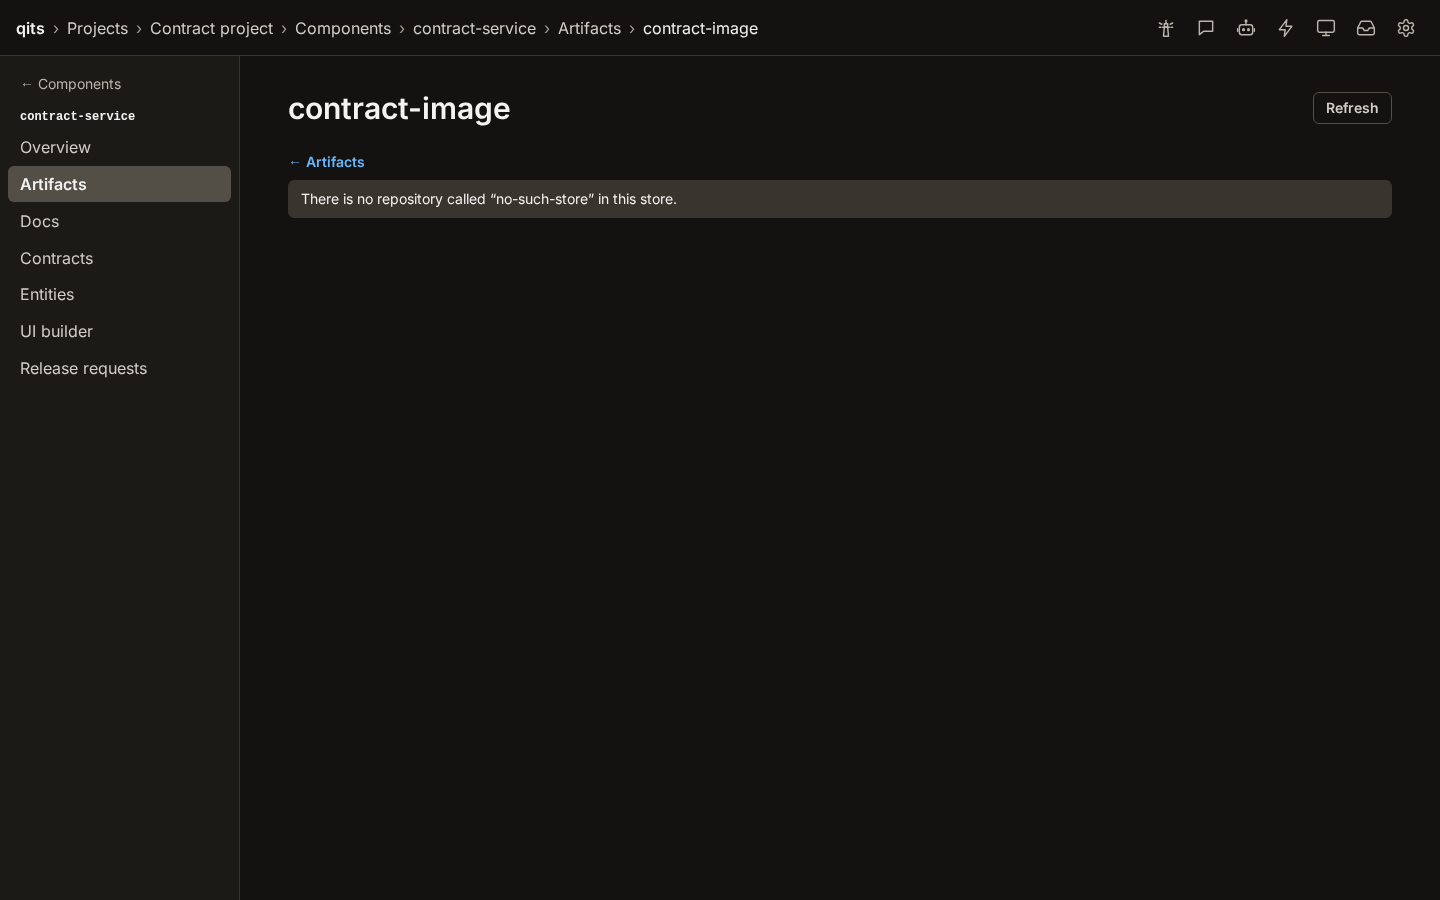 qits › Projects › Contract project › Components › contract-service › Artifacts › contract-image
← Components
contract-service
Overview
Artifacts
Docs
Contracts
Entities
UI builder
Release requests
contract-image
Refresh
← Artifacts
There is no repository called “no-such-store” in this store.